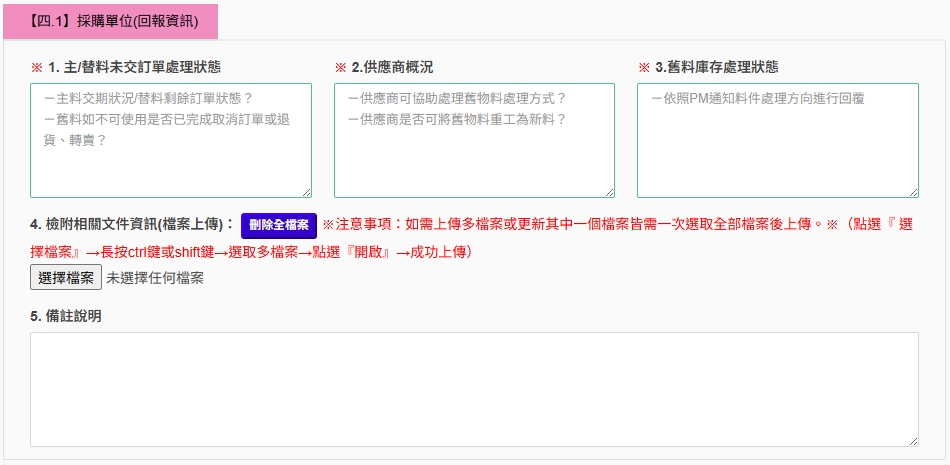 【四.1】採購單位(回報資訊)
※ 1. 主/替料未交訂單處理狀態
－主料交期狀況/替料剩餘訂單狀態？
－舊料如不可使用是否已完成取消訂單或退
貨、轉賣？
※ 2.供應商概況
－供應商可協助處理舊物料處理方式？
－供應商是否可將舊物料重工為新料？
※ 3.舊料庫存處理狀態
－依照PM通知料件處理方向進行回覆
4. 檢附相關文件資訊(檔案上傳)： 刪除全檔案 ※注意事項：如需上傳多檔案或更新其中一個檔案皆需一次選取全部檔案後上傳。※（點選『 選
擇檔案』→長按ctrl鍵或shift鍵→選取多檔案→點選『開啟』→成功上傳）
選擇檔案 未選擇任何檔案
5. 備註說明